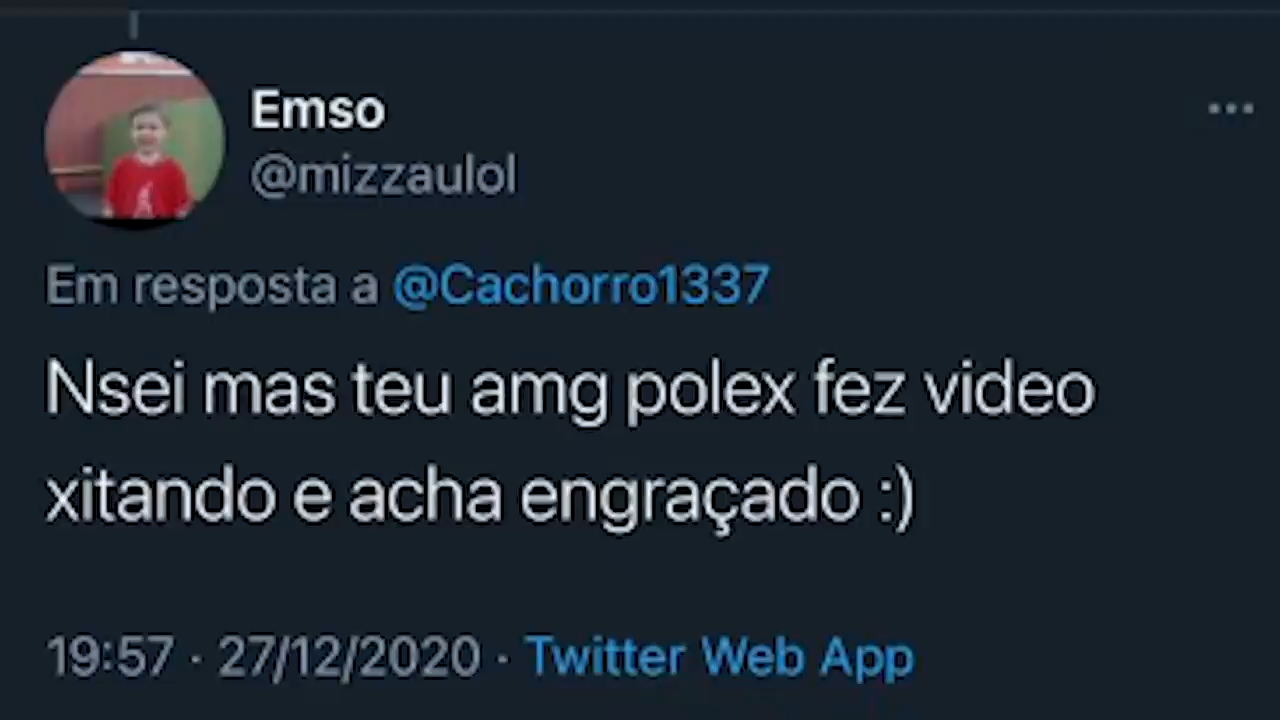 Emso
@mizzaulol
Em resposta a @Cachorro1337
Nsei mas teu amg polex fez video
xitando e acha engraçado :)
19:57 · 27/12/2020 · Twitter Web App